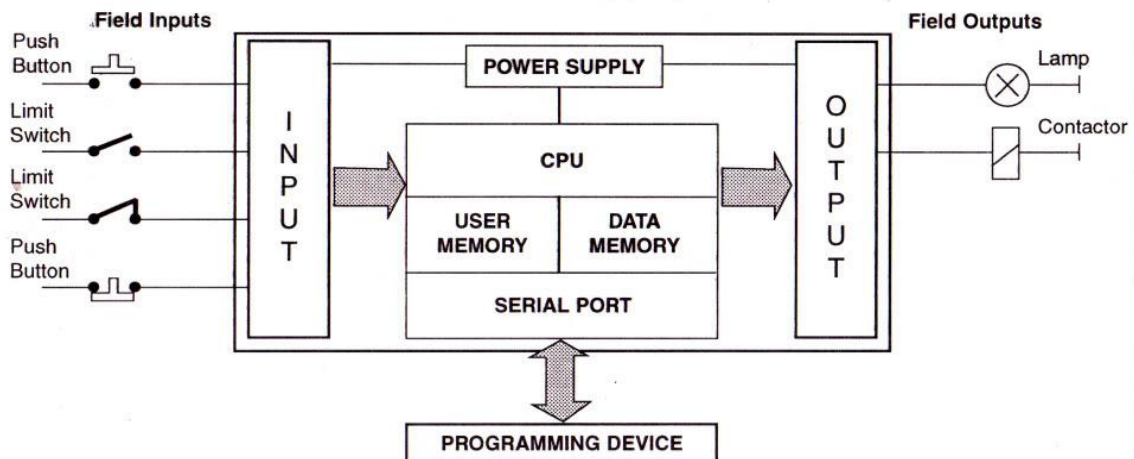 Field Inputs
Push
Button
Limit
Switch
Limit
Switch
Push
Button
I
N
P
U
T
POWER SUPPLY
CPU
USER
MEMORY
DATA
MEMORY
SERIAL PORT
PROGRAMMING DEVICE
O
U
T
P
U
T
Field Outputs
Lamp
Contactor